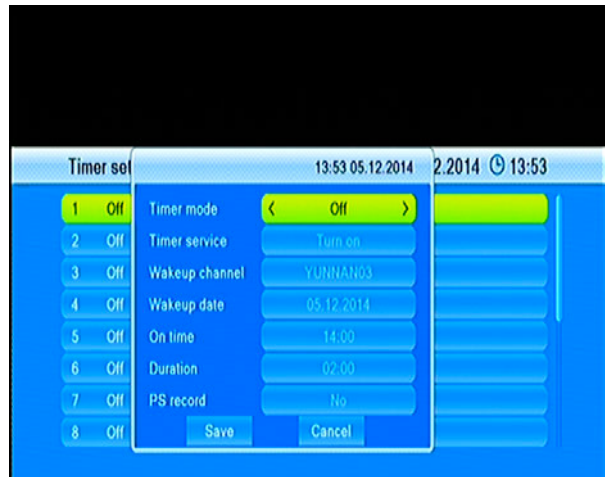 Timer set
13:53 05.12.2014
2.2014 13:53
1 Off
2 Off
3 Off
4 Off
5 Off
6 Off
7 Off
8 Off
Timer mode < Off >
Timer service Turn on
Wakeup channel YUNNAN03
Wakeup date 05.12.2014
On time 14:00
Duration 02:00
PS record No
Save Cancel